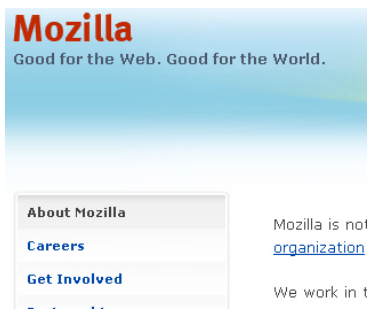 Mozilla
Good for the Web. Good for the World.
About Mozilla
Careers
Get Involved
Mozilla is
organization
We work in